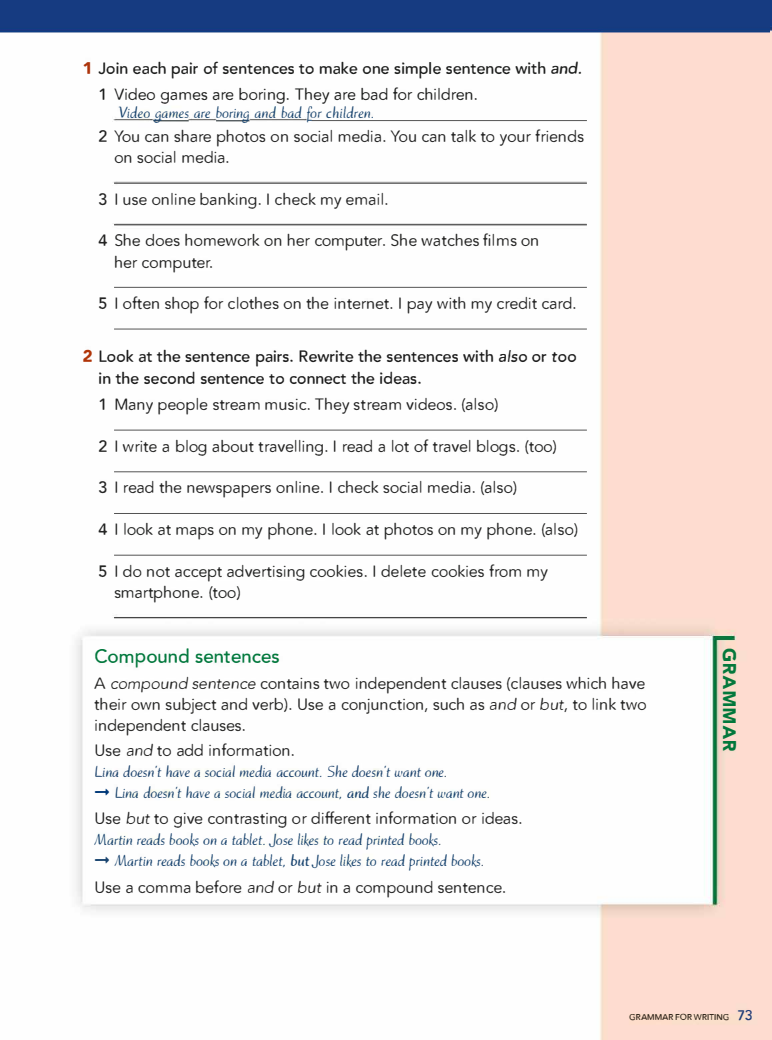 1 Join each pair of sentences to make one simple sentence with and.
1 Video games are boring. They are bad for children.
Video games are boring and bad for children.
2 You can share photos on social media. You can talk to your friends
on social media.
3 I use online banking. I check my email.
4 She does homework on her computer. She watches films on
her computer.
5 I often shop for clothes on the internet. I pay with my credit card.
2 Look at the sentence pairs. Rewrite the sentences with also or too
in the second sentence to connect the ideas.
1 Many people stream music. They stream videos. (also)
2 I write a blog about travelling. I read a lot of travel blogs. (too)
3 I read the newspapers online. I check social media. (also)
4 I look at maps on my phone. I look at photos on my phone. (also)
5 I do not accept advertising cookies. I delete cookies from my
smartphone. (too)
GRAMMAR
Compound sentences
A compound sentence contains two independent clauses (clauses which have
their own subject and verb). Use a conjunction, such as and or but, to link two
independent clauses.
Use and to add information.
Lina doesn't have a social media account. She doesn't want one.
→ Lina doesn't have a social media account, and she doesn't want one.
Use but to give contrasting or different information or ideas.
Martin reads books on a tablet. Jose likes to read printed books.
→ Martin reads books on a tablet, but Jose likes to read printed books.
Use a comma before and or but in a compound sentence.
GRAMMAR FOR WRITING 73